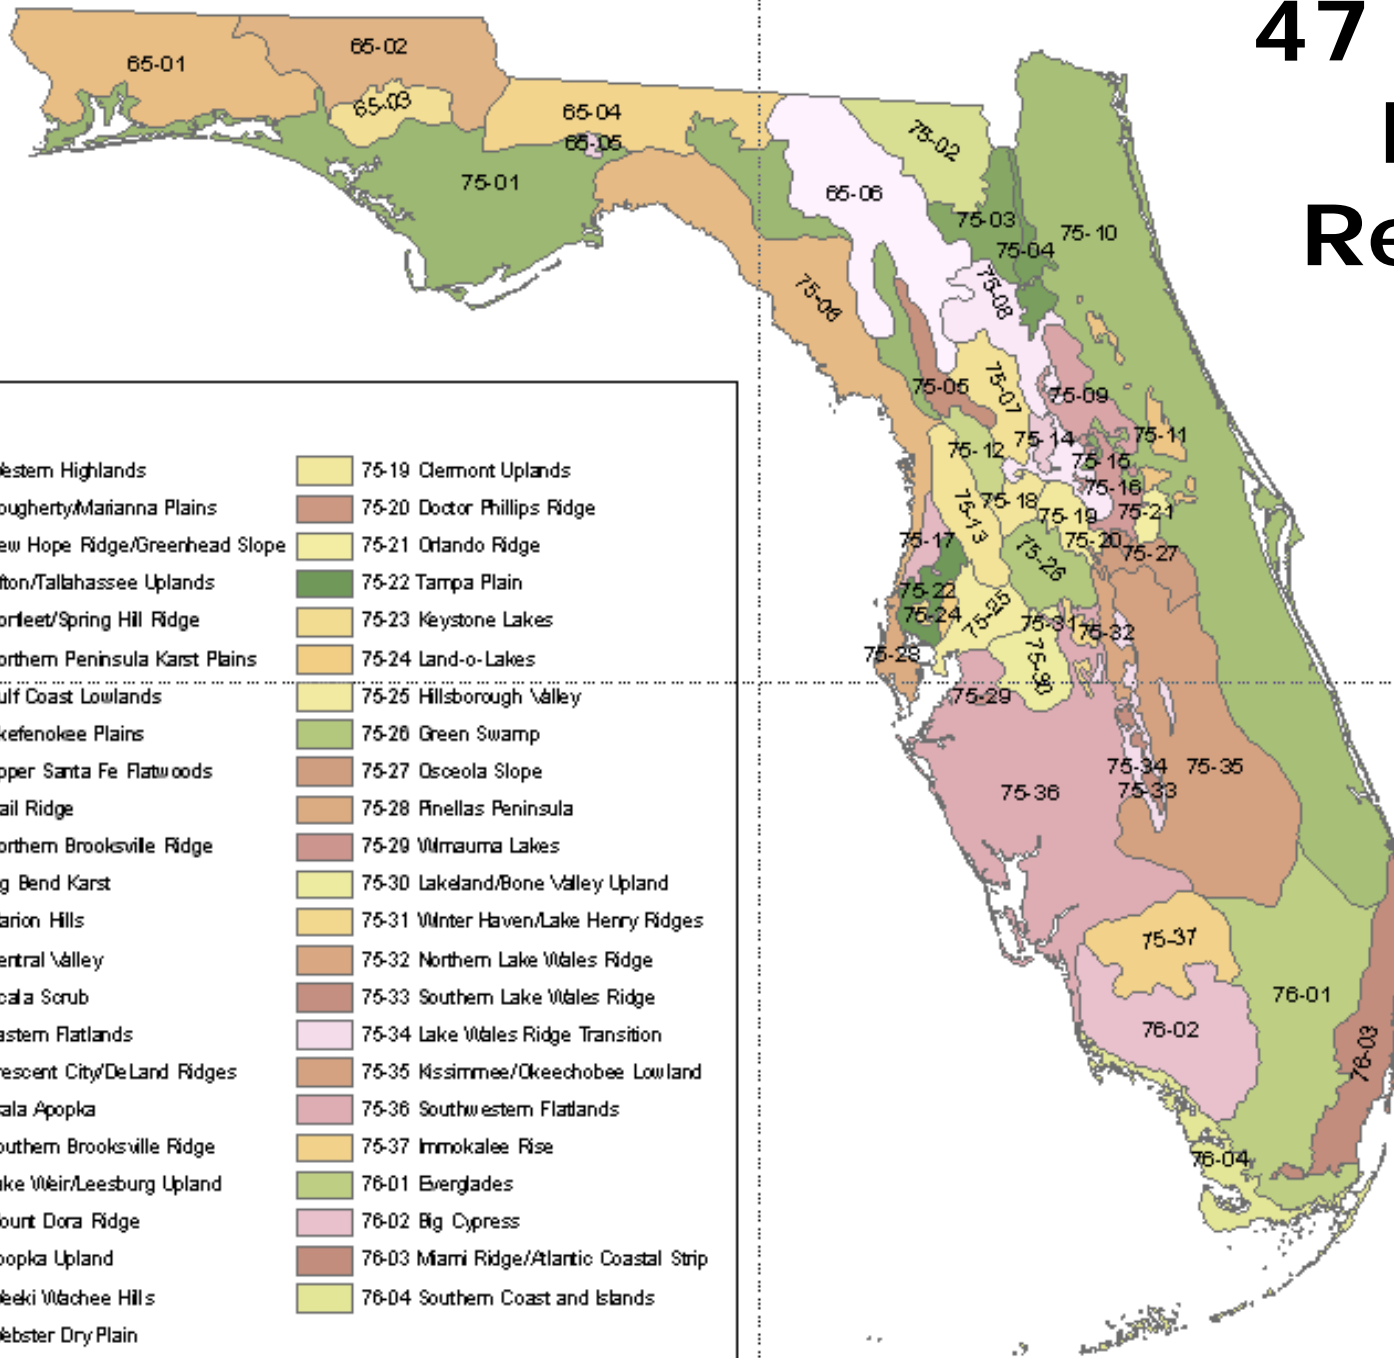 47
Re
65-01
65-02
65-03
65-04
65-05
75-01
65-06
75-02
75-03
75-04
75-10
75-06
75-08
75-05
75-07
75-09
75-14
75-11
75-12
75-15
75-16
75-18
75-19
75-21
75-13
75-20
75-27
75-17
75-26
75-22
75-24
75-25
75-31
75-32
75-28
75-30
75-29
75-34
75-35
75-33
75-36
75-37
76-01
76-02
76-03
76-04
estern Highlands
ougherty/Marianna Plains
ew Hope Ridge/Greenhead Slope
fton/Tallahassee Uplands
orfleet/Spring Hill Ridge
orthern Peninsula Karst Plains
ulf Coast Lowlands
kefenokee Plains
pper Santa Fe Flatwoods
ail Ridge
orthern Brooksville Ridge
g Bend Karst
arion Hills
entral Valley
cala Scrub
astern Flatlands
rescent City/DeLand Ridges
ala Apopka
outhern Brooksville Ridge
ke Weir/Leesburg Upland
ount Dora Ridge
popka Upland
eeki Wachee Hills
ebster Dry Plain
75-19 Clermont Uplands
75-20 Doctor Phillips Ridge
75-21 Orlando Ridge
75-22 Tampa Plain
75-23 Keystone Lakes
75-24 Land-o-Lakes
75-25 Hillsborough Valley
75-26 Green Swamp
75-27 Osceola Slope
75-28 Pinellas Peninsula
75-29 Wimauma Lakes
75-30 Lakeland/Bone Valley Upland
75-31 Winter Haven/Lake Henry Ridges
75-32 Northern Lake Wales Ridge
75-33 Southern Lake Wales Ridge
75-34 Lake Wales Ridge Transition
75-35 Kissimmee/Okeechobee Lowland
75-36 Southwestern Flatlands
75-37 Immokalee Rise
76-01 Everglades
76-02 Big Cypress
76-03 Miami Ridge/Atlantic Coastal Strip
76-04 Southern Coast and Islands